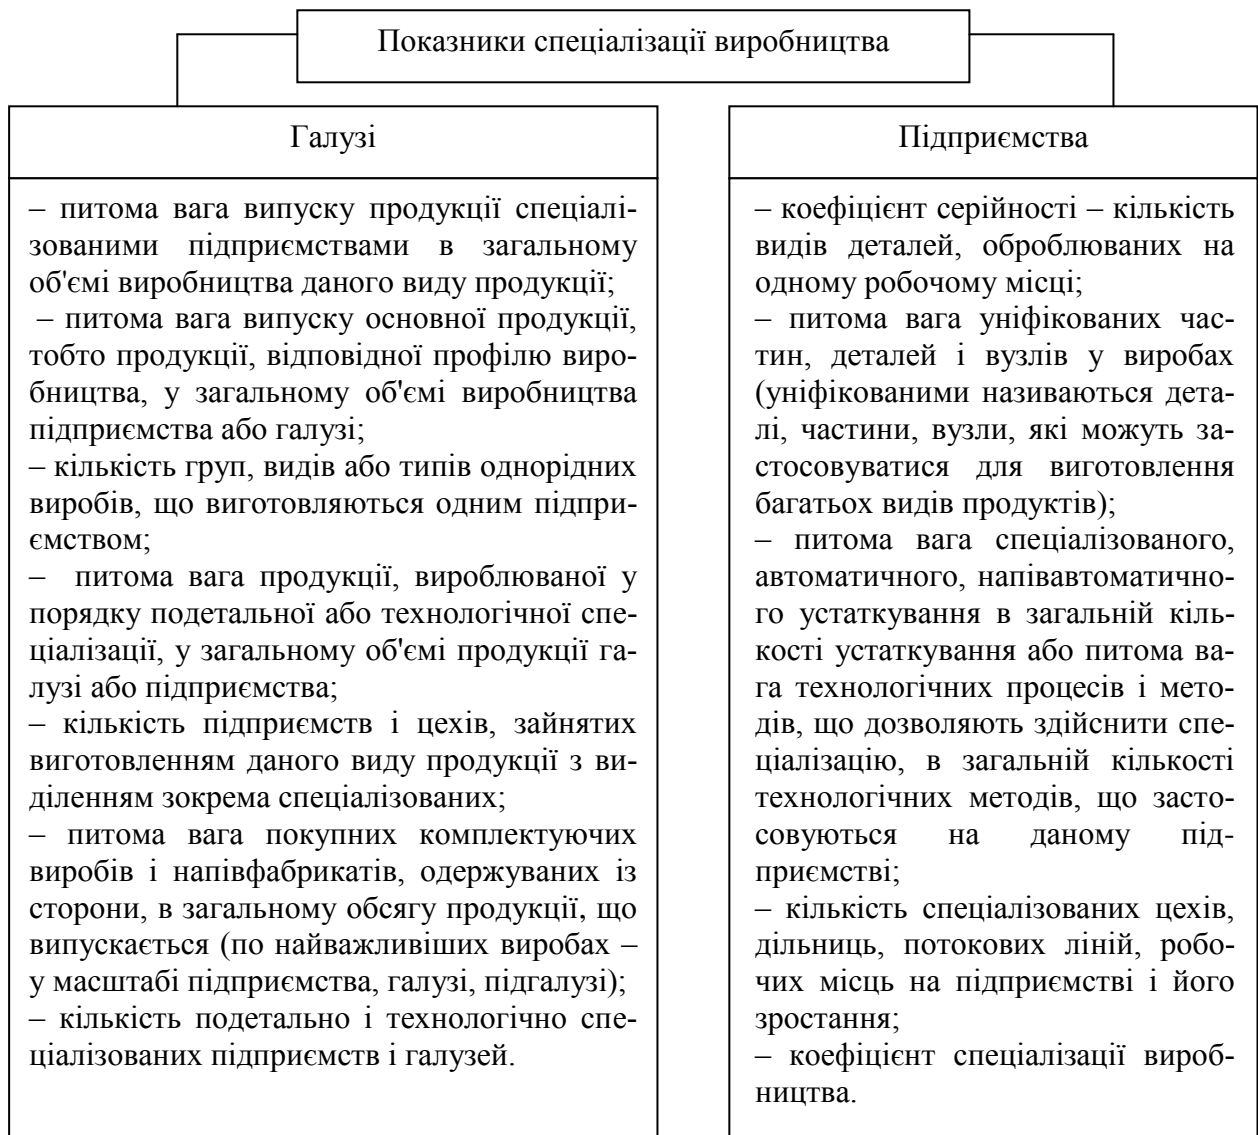 Показники спеціалізації виробництва
Галузі
– питома вага випуску продукції спеціалі-
зованими підприємствами в загальному
об'ємі виробництва даного виду продукції;
– питома вага випуску основної продукції,
тобто продукції, відповідної профілю виро-
бництва, у загальному об'ємі виробництва
підприємства або галузі;
– кількість груп, видів або типів однорідних
виробів, що виготовляються одним підпри-
ємством;
– питома вага продукції, вироблюваної у
порядку подетальної або технологічної спе-
ціалізації, у загальному об'ємі продукції га-
лузі або підприємства;
– кількість підприємств і цехів, зайнятих
виготовленням даного виду продукції з ви-
діленням зокрема спеціалізованих;
– питома вага покупних комплектуючих
виробів і напівфабрикатів, одержуваних із
сторони, в загальному обсягу продукції, що
випускається (по найважливіших виробах –
у масштабі підприємства, галузі, підгалузі);
– кількість подетально і технологічно спе-
ціалізованих підприємств і галузей.
Підприємства
– коефіцієнт серійності – кількість
видів деталей, оброблюваних на
одному робочому місці;
– питома вага уніфікованих час-
тин, деталей і вузлів у виробах
(уніфікованими називаються дета-
лі, частини, вузли, які можуть за-
стосовуватися для виготовлення
багатьох видів продуктів);
– питома вага спеціалізованого,
автоматичного, напівавтоматично-
го устаткування в загальній кіль-
кості устаткування або питома ва-
га технологічних процесів і мето-
дів, що дозволяють здійснити спе-
ціалізацію, в загальній кількості
технологічних методів, що засто-
совуються на даному під-
приємстві;
– кількість спеціалізованих цехів,
дільниць, потокових ліній, робо-
чих місць на підприємстві і його
зростання;
– коефіцієнт спеціалізації вироб-
ництва.